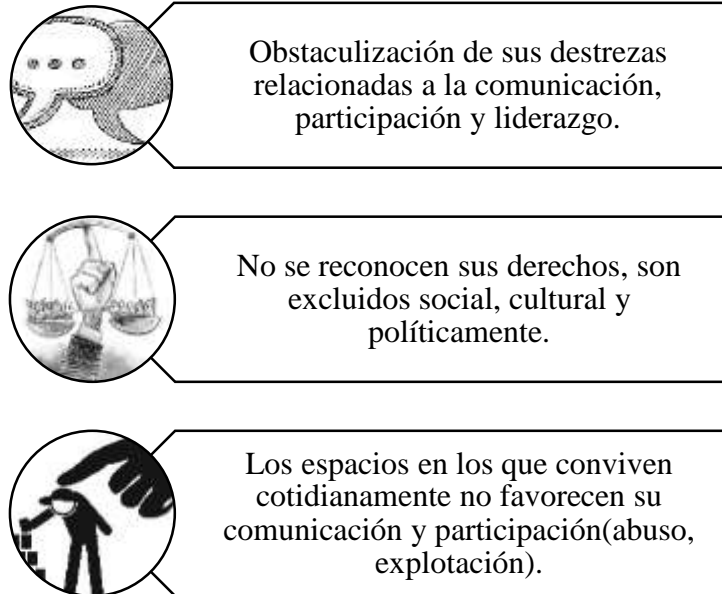 Obstaculización de sus destrezas
relacionadas a la comunicación,
participación y liderazgo.
No se reconocen sus derechos, son
excluidos social, cultural y
políticamente.
Los espacios en los que conviven
cotidianamente no favorecen su
comunicación y participación(abuso,
explotación).